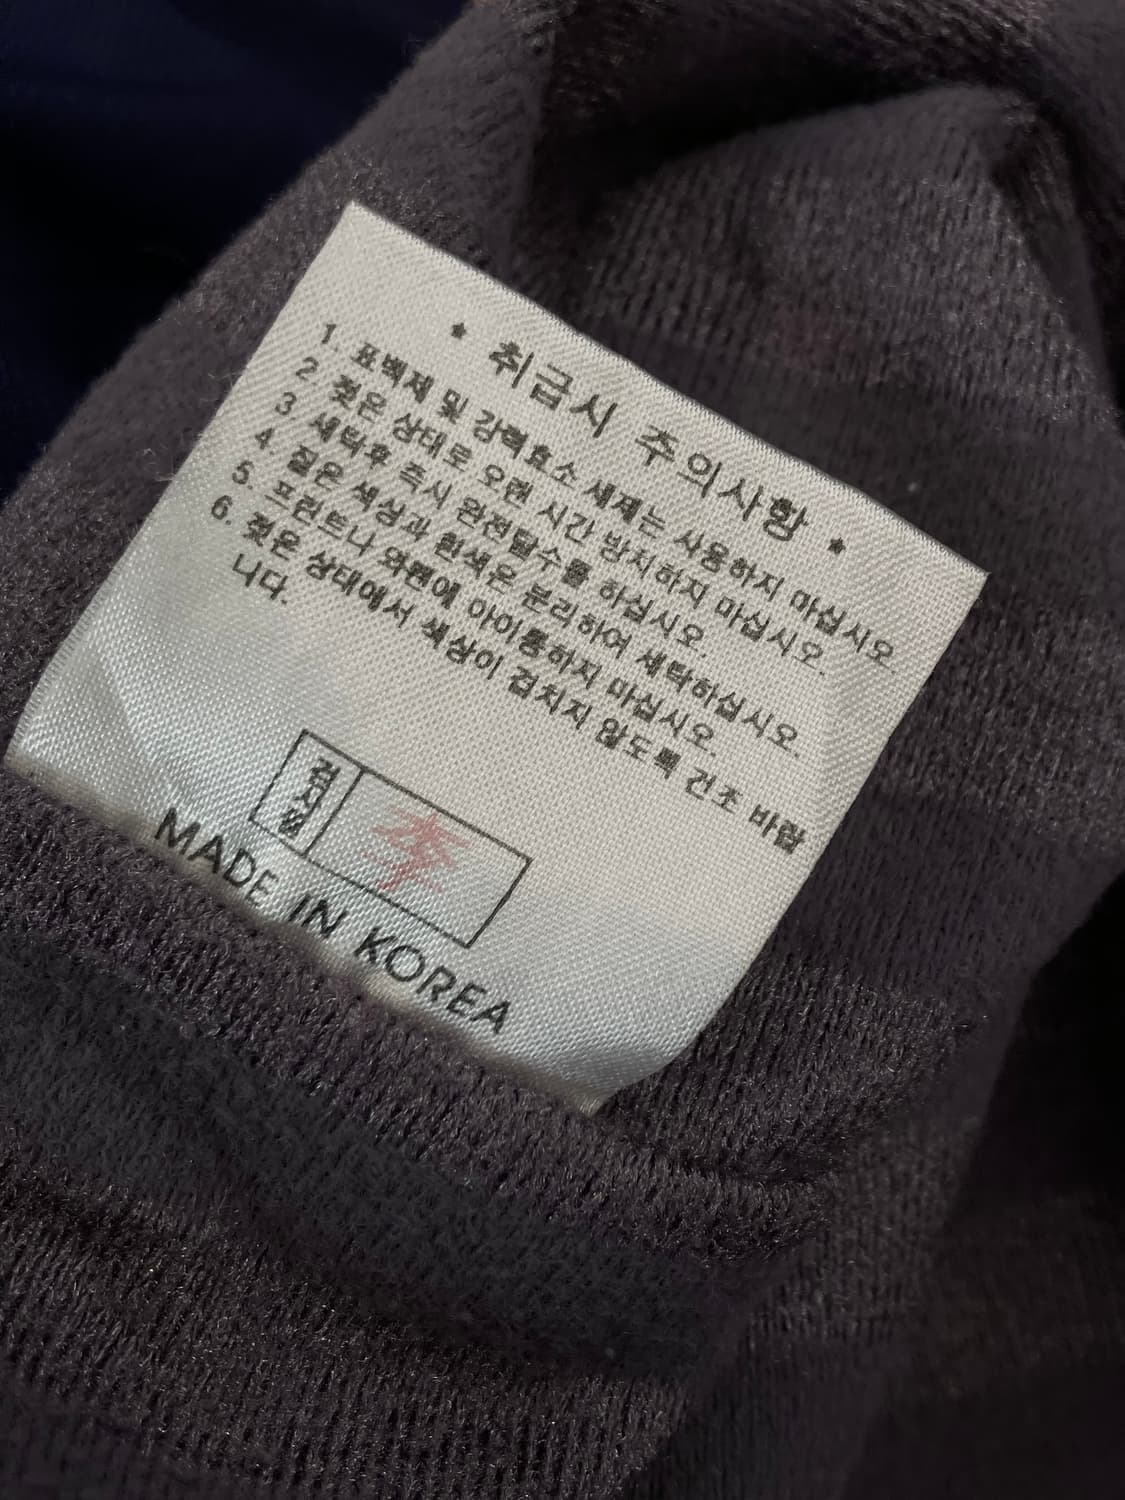 * 취급시 주의사항 *
1. 표백제 및 강력효소 세제는 사용하지 마십시오.
2. 젖은 상태로 오랜 시간 방치하지 마십시오.
3. 세탁후 즉시 완전탈수를 하십시오.
4. 짙은 색상과 흰색은 분리하여 세탁하십시오.
5. 프린트나 외면에 아이롱하지 마십시오.
6. 젖은 상태에서 색상이 겹치지 않도록 건조 바랍
니다.
검사필
李
MADE IN KOREA